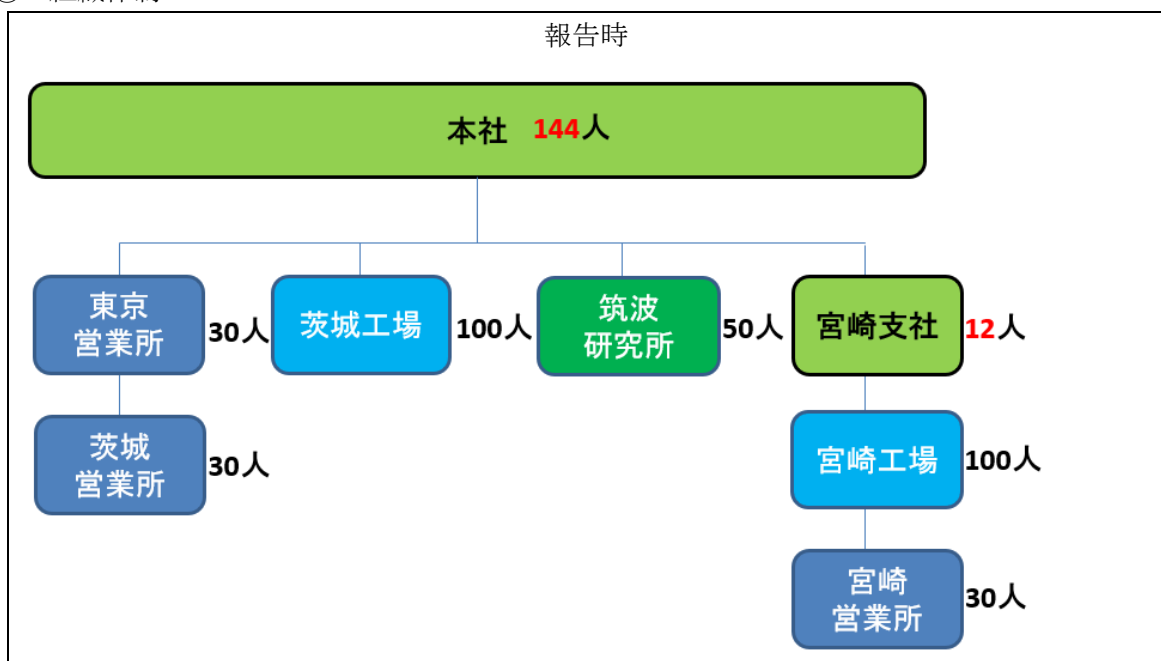 報告時
本社 144人
東京
営業所
30人
茨城工場
100人
筑波
研究所
50人
宮崎支社
12人
茨城
営業所
30人
宮崎工場
100人
宮崎
営業所
30人